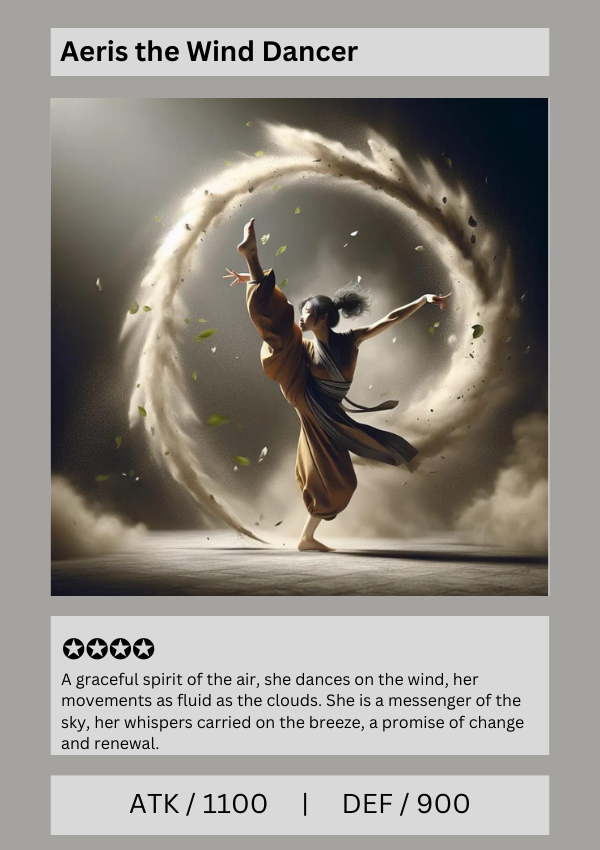 Aeris the Wind Dancer
✪✪✪✪
A graceful spirit of the air, she dances on the wind, her
movements as fluid as the clouds. She is a messenger of the
sky, her whispers carried on the breeze, a promise of change
and renewal.
ATK / 1100 | DEF / 900